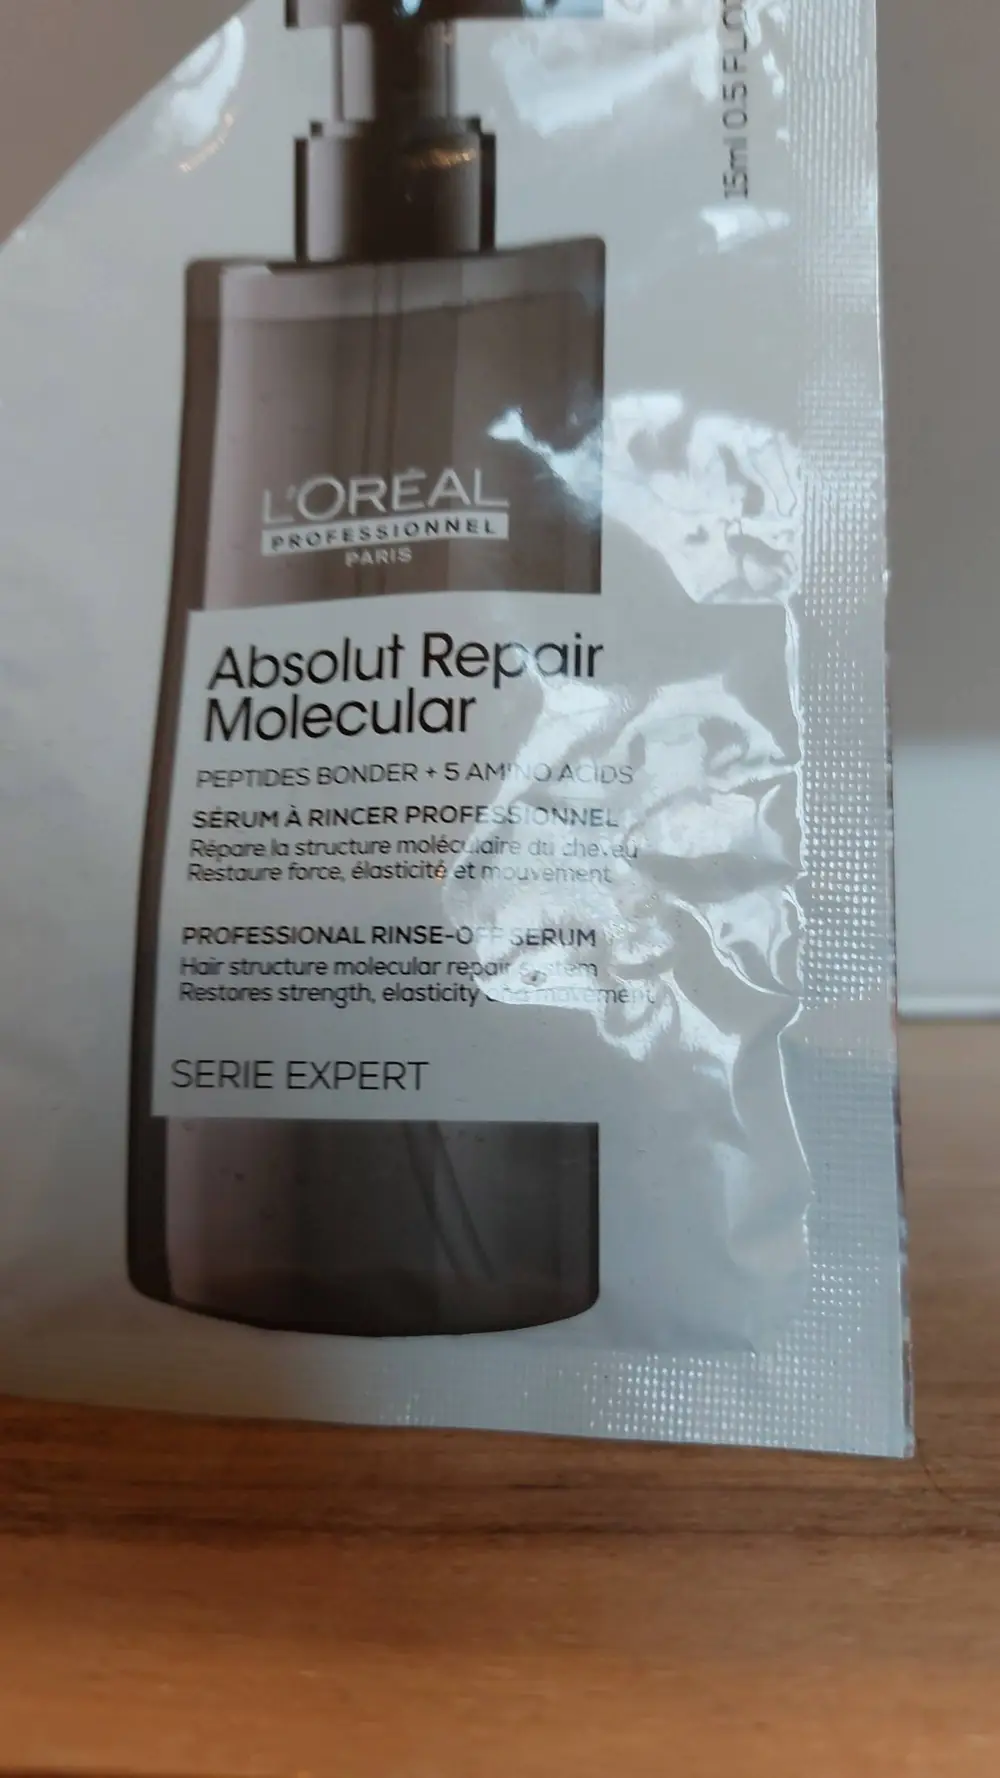 15ml 0.5 FL.OZ
L'ORÉAL
PROFESSIONNEL
PARIS
Absolut Repair
Molecular
PEPTIDES BONDER + 5 AMINO ACIDS
SÉRUM À RINCER PROFESSIONNEL
Répare la structure moléculaire du cheveu
Restaure force, élasticité et mouvement
PROFESSIONAL RINSE-OFF SERUM
Hair structure molecular repair system
Restores strength, elasticity and movement
SERIE EXPERT